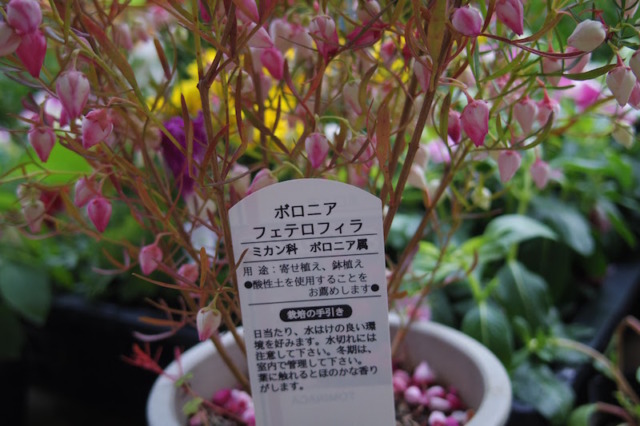 ボロニア
フェテロフィラ
ミカン科　ボロニア属
用 途：寄せ植え、鉢植え
●酸性土を使用することを
お薦めします●
栽培の手引き
日当たり、水はけの良い環
境を好みます。水切れには
注意して下さい。冬期は、
室内で管理して下さい。
葉に触れるとほのかな香り
がします。